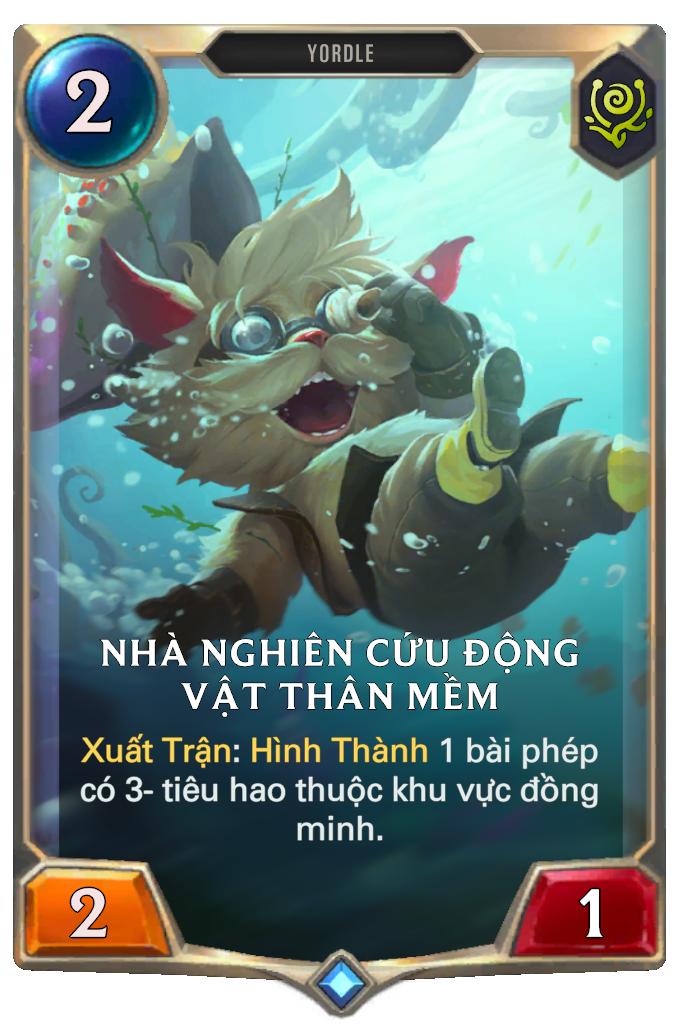 2
YORDLE
NHÀ NGHIÊN CỨU ĐỘNG
VẬT THÂN MỀM
Xuất Trận: Hình Thành 1 bài phép
có 3- tiêu hao thuộc khu vực đồng
minh.
2
1